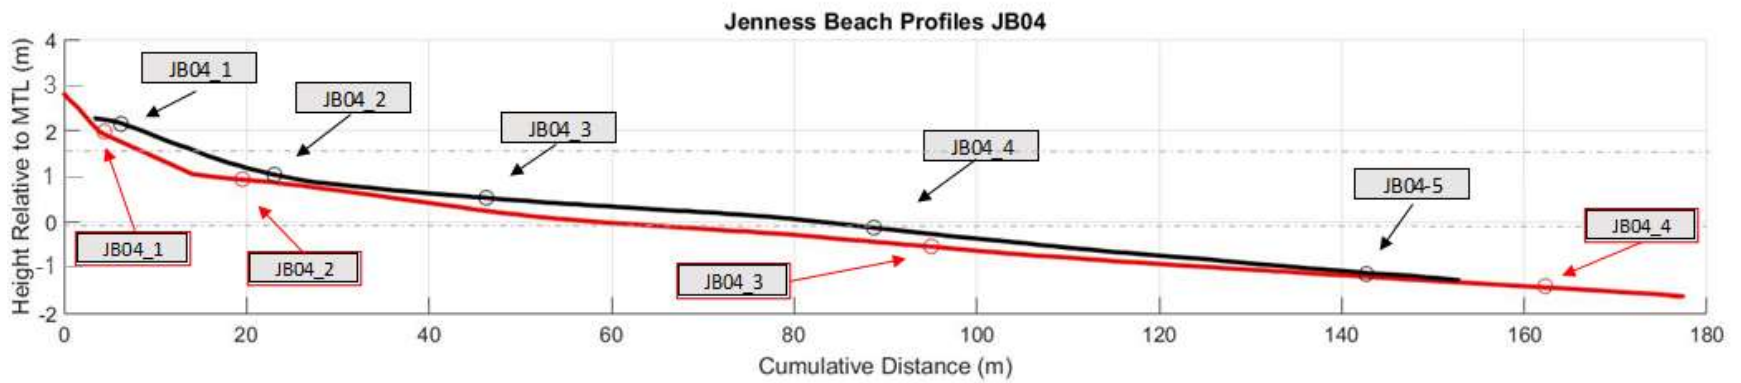 Jenness Beach Profiles JB04
Height Relative to MTL (m)
4
3
2
1
0
-1
-2
JB04_1
JB04_2
JB04_3
JB04_4
JB04-5
JB04_1
JB04_2
JB04_3
JB04_4
0 20 40 60 80 100 120 140 160 180
Cumulative Distance (m)